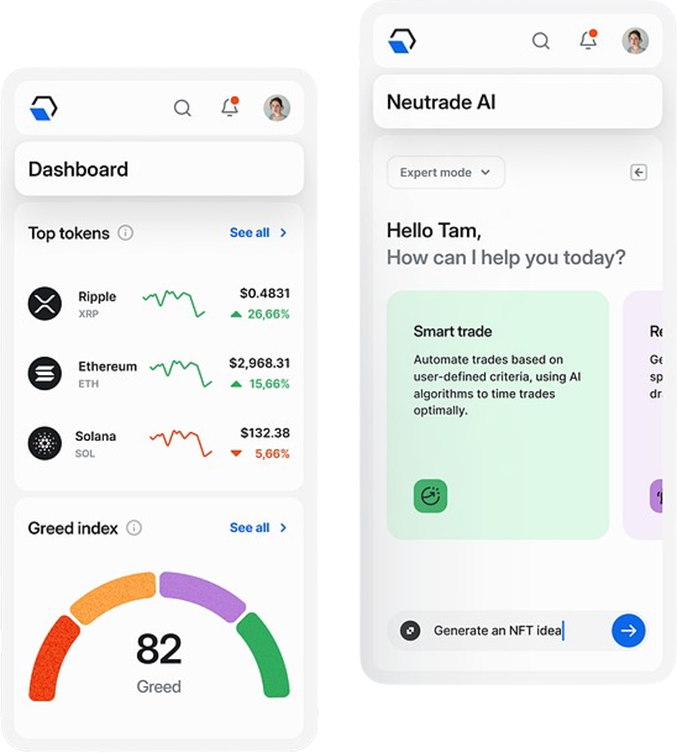 Dashboard
Top tokens
See all
Ripple
XRP
$0.4831
26,66%
Ethereum
ETH
$2,968.31
15,66%
Solana
SOL
$132.38
5,66%
Greed index
See all
82
Greed
Neutrade AI
Expert mode
Hello Tam,
How can I help you today?
Smart trade
Automate trades based on
user-defined criteria, using AI
algorithms to time trades
optimally.
Re
Ge
sp
dr
Generate an NFT idea